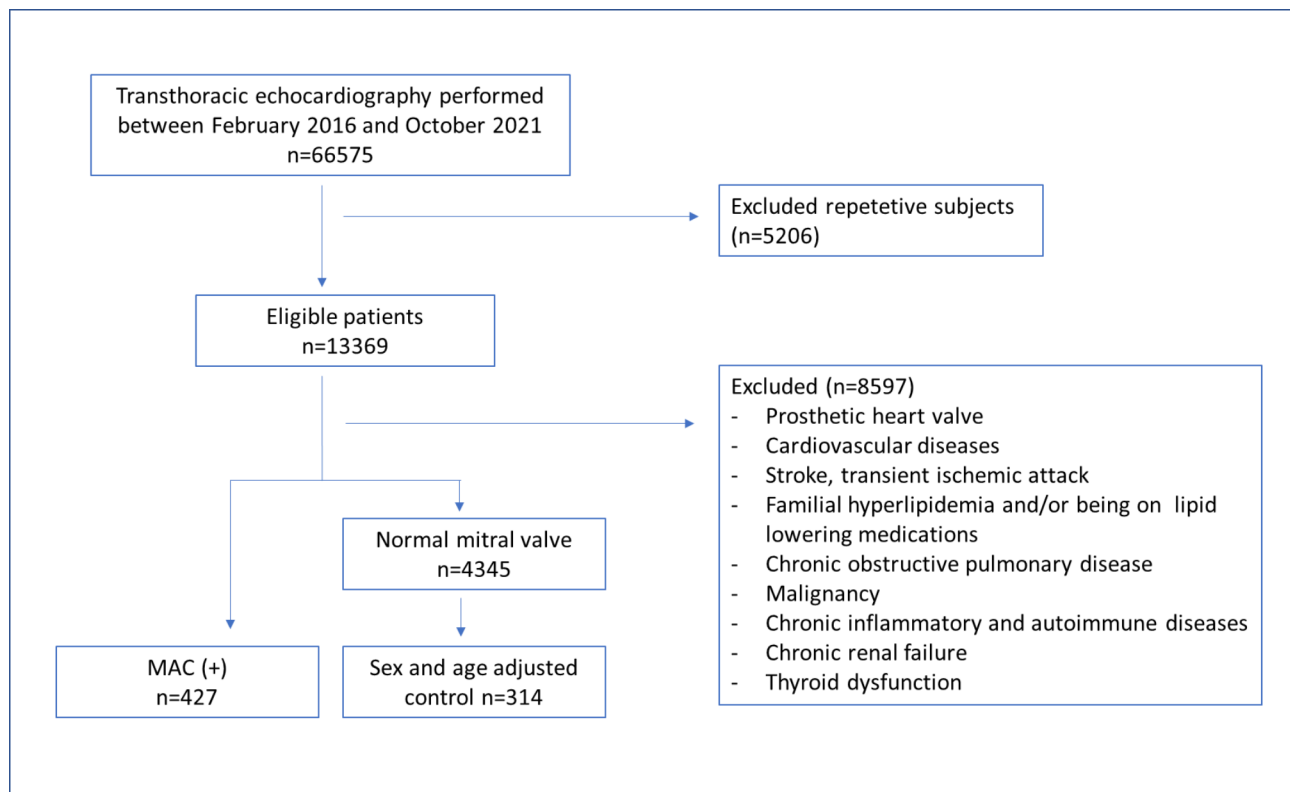 Transthoracic echocardiography performed
between February 2016 and October 2021
n=66575
Excluded repetetive subjects
(n=5206)
Eligible patients
n=13369
Excluded (n=8597)
- Prosthetic heart valve
- Cardiovascular diseases
- Stroke, transient ischemic attack
- Familial hyperlipidemia and/or being on lipid
lowering medications
- Chronic obstructive pulmonary disease
- Malignancy
- Chronic inflammatory and autoimmune diseases
- Chronic renal failure
- Thyroid dysfunction
Normal mitral valve
n=4345
MAC (+)
n=427
Sex and age adjusted
control n=314